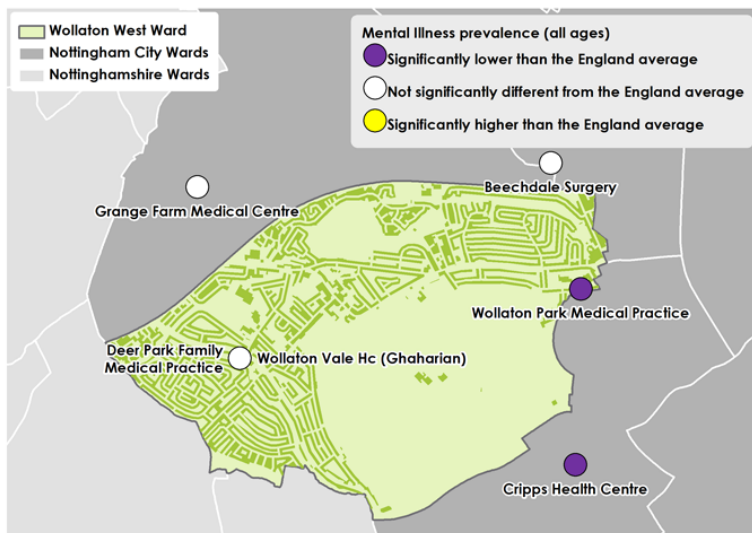 Wollaton West Ward
Nottingham City Wards
Nottinghamshire Wards
Mental Illness prevalence (all ages)
Significantly lower than the England average
Not significantly different from the England average
Significantly higher than the England average
Beechdale Surgery
Grange Farm Medical Centre
Wollaton Park Medical Practice
Deer Park Family
Medical Practice
Wollaton Vale Hc (Ghaharian)
Cripps Health Centre